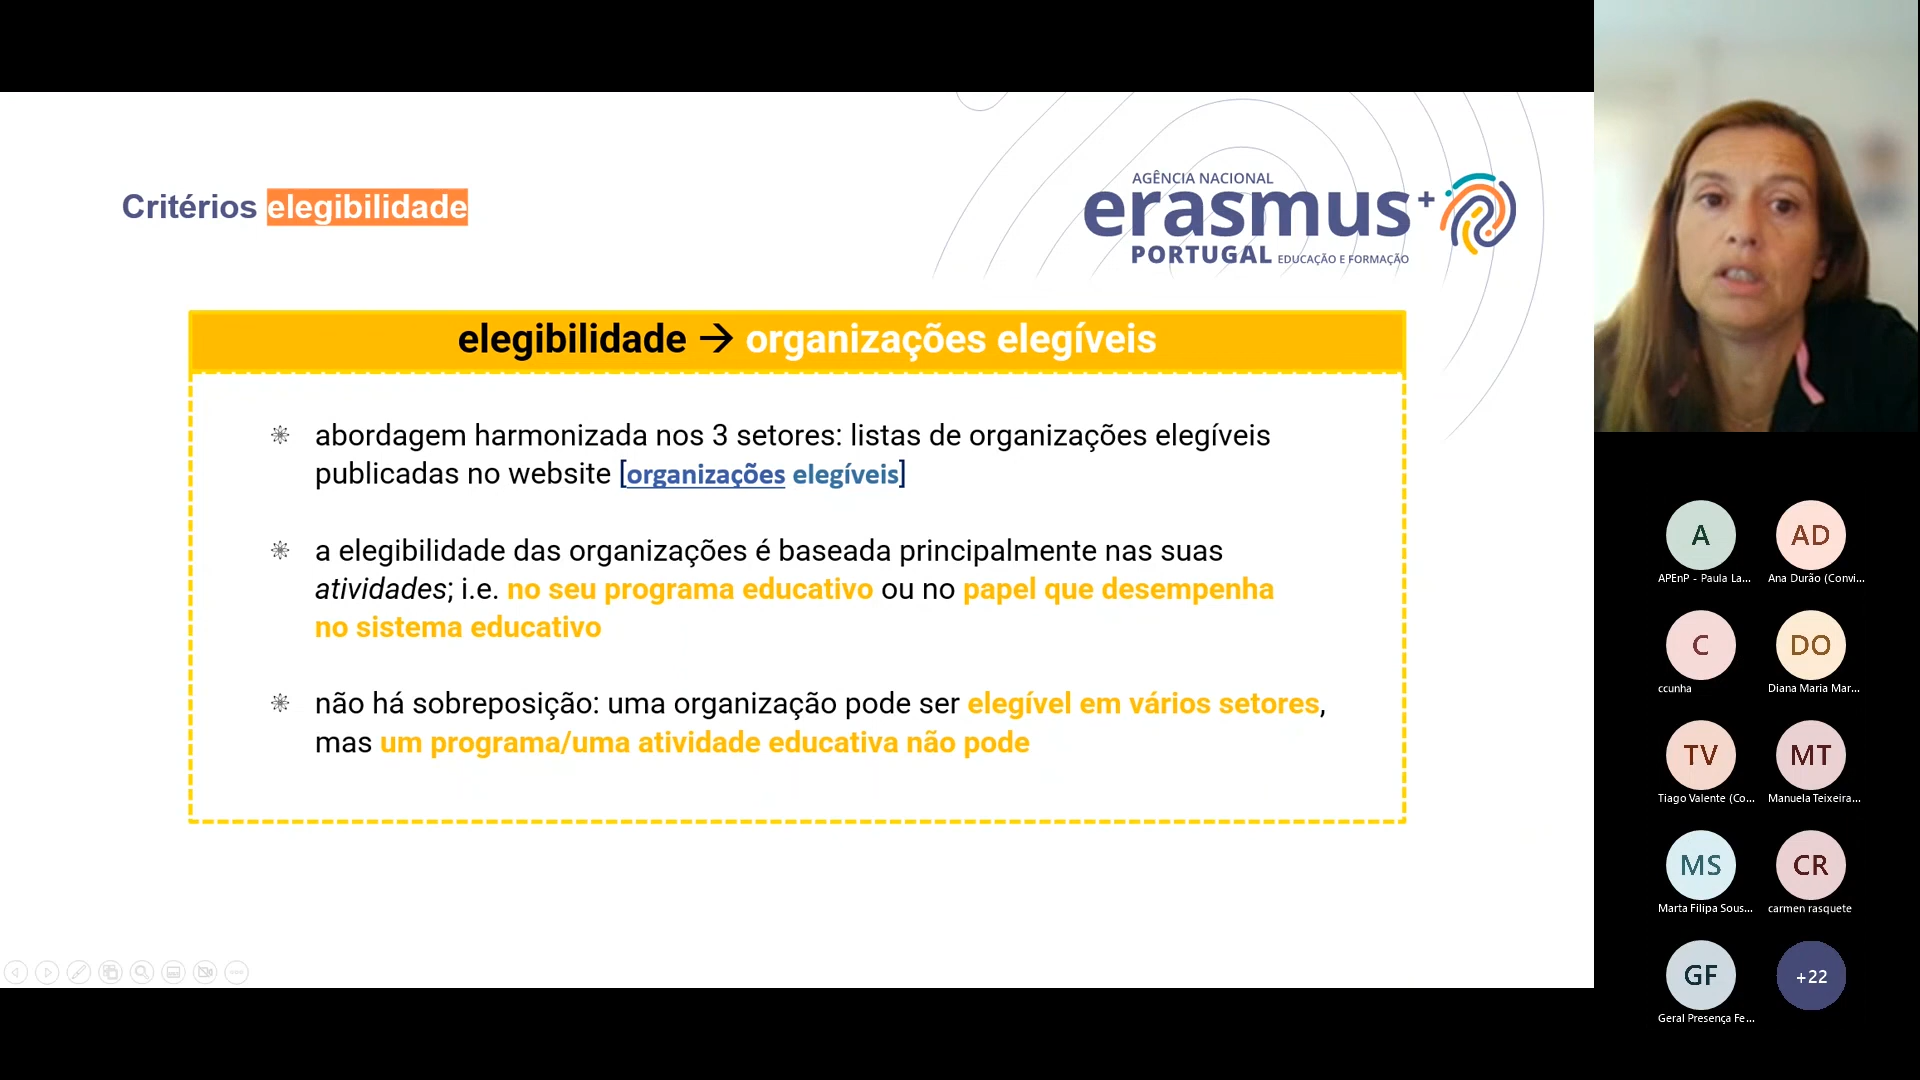 Critérios elegibilidade
AGÊNCIA NACIONAL
erasmus+
PORTUGAL EDUCAÇÃO E FORMAÇÃO
elegibilidade → organizações elegíveis
abordagem harmonizada nos 3 setores: listas de organizações elegíveis
publicadas no website [organizações elegíveis]
a elegibilidade das organizações é baseada principalmente nas suas
atividades; i.e. no seu programa educativo ou no papel que desempenha
no sistema educativo
não há sobreposição: uma organização pode ser elegível em vários setores,
mas um programa/uma atividade educativa não pode
A
AD
APEnP - Paula La...
Ana Durão (Convi...
C
DO
ccunha
Diana Maria Mar...
TV
MT
Tiago Valente (Co...
Manuela Teixeira...
MS
CR
Marta Filipa Sous...
carmen rasquete
GF
+22
Geral Presença Fe...